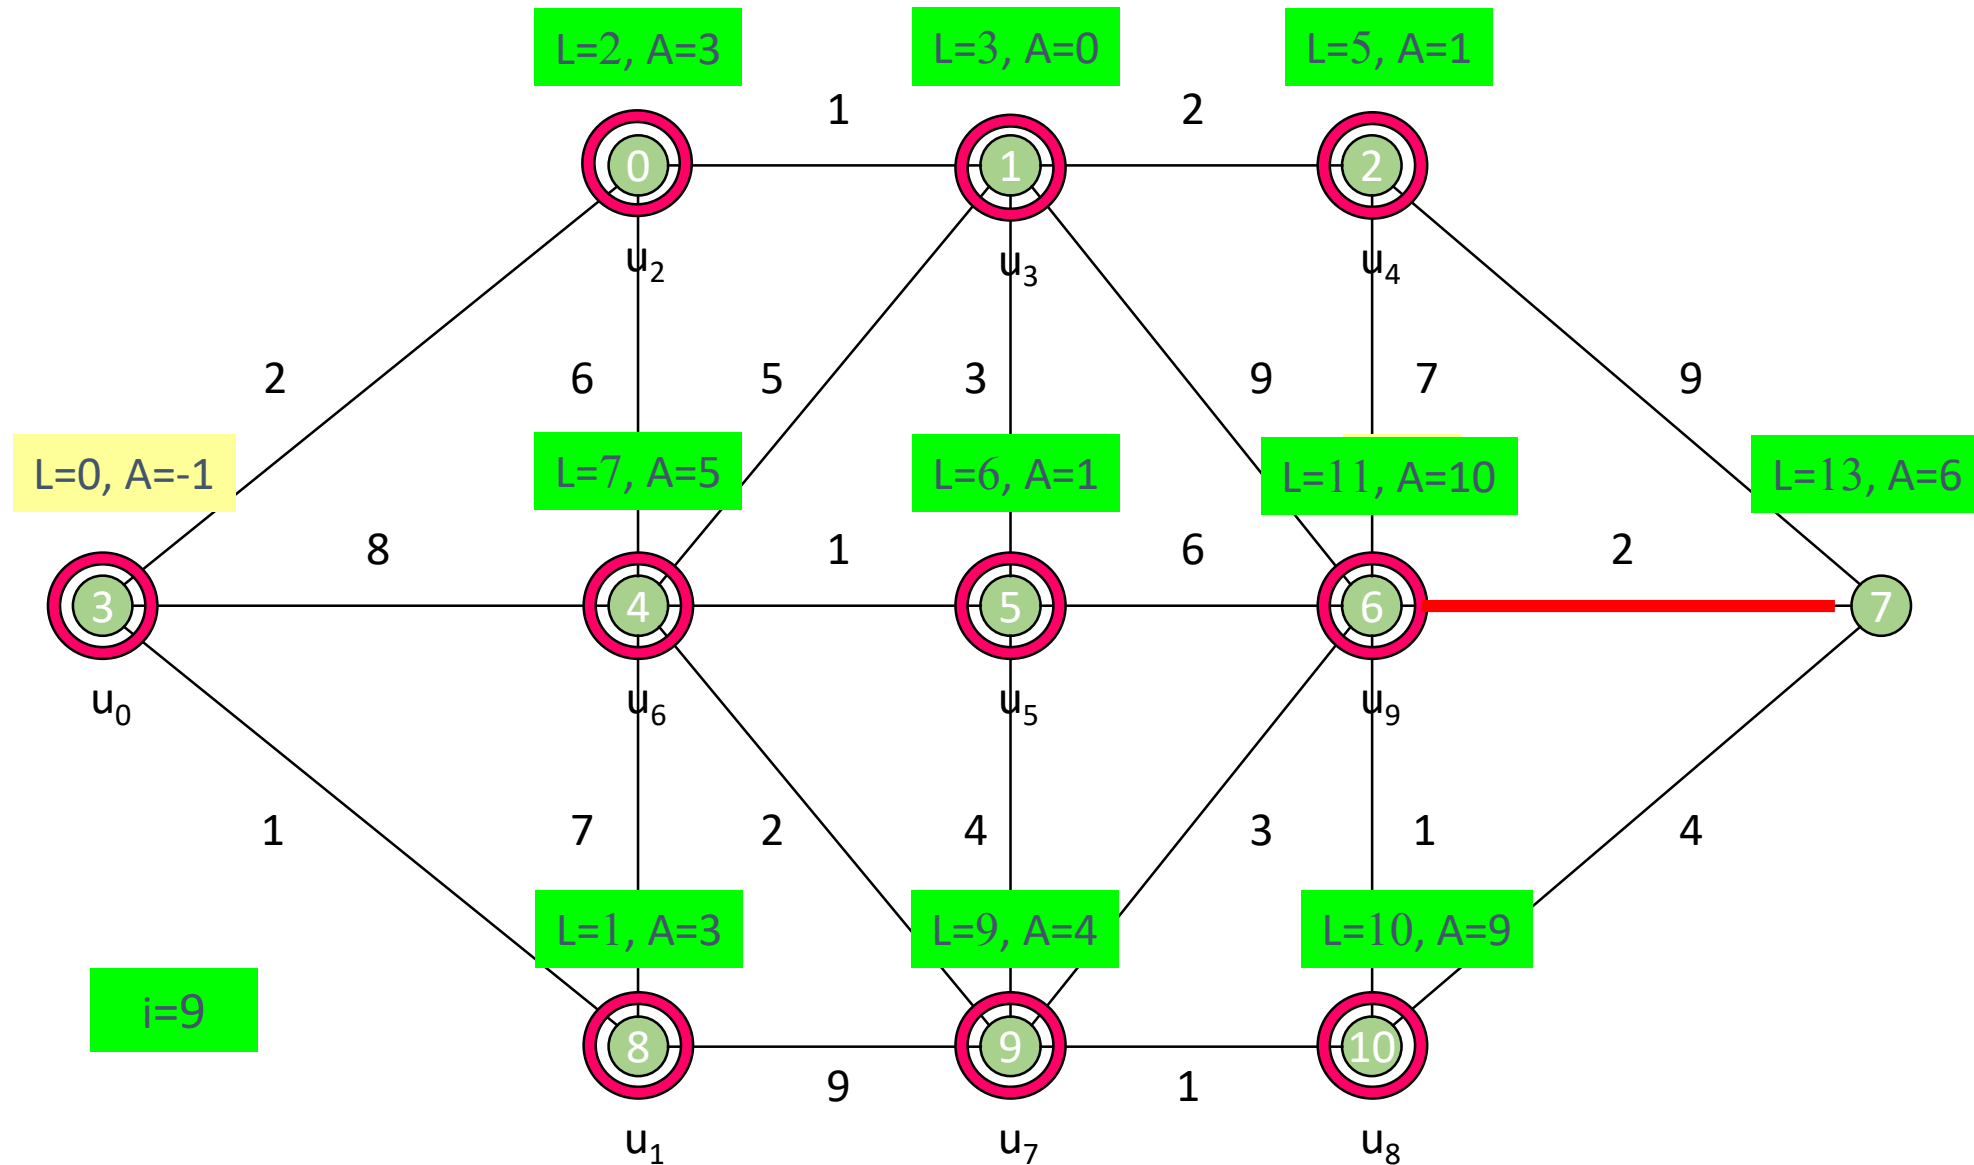 L=2, A=3
L=3, A=0
L=5, A=1
1
2
0
1
2
u2
u3
u4
2
6
5
3
9
7
9
L=0, A=-1
L=7, A=5
L=6, A=1
L=11, A=10
L=13, A=6
8
1
6
2
3
4
5
6
7
u0
u6
u5
u9
1
7
2
4
3
1
4
L=1, A=3
L=9, A=4
L=10, A=9
i=9
8
9
10
9
1
u1
u7
u8